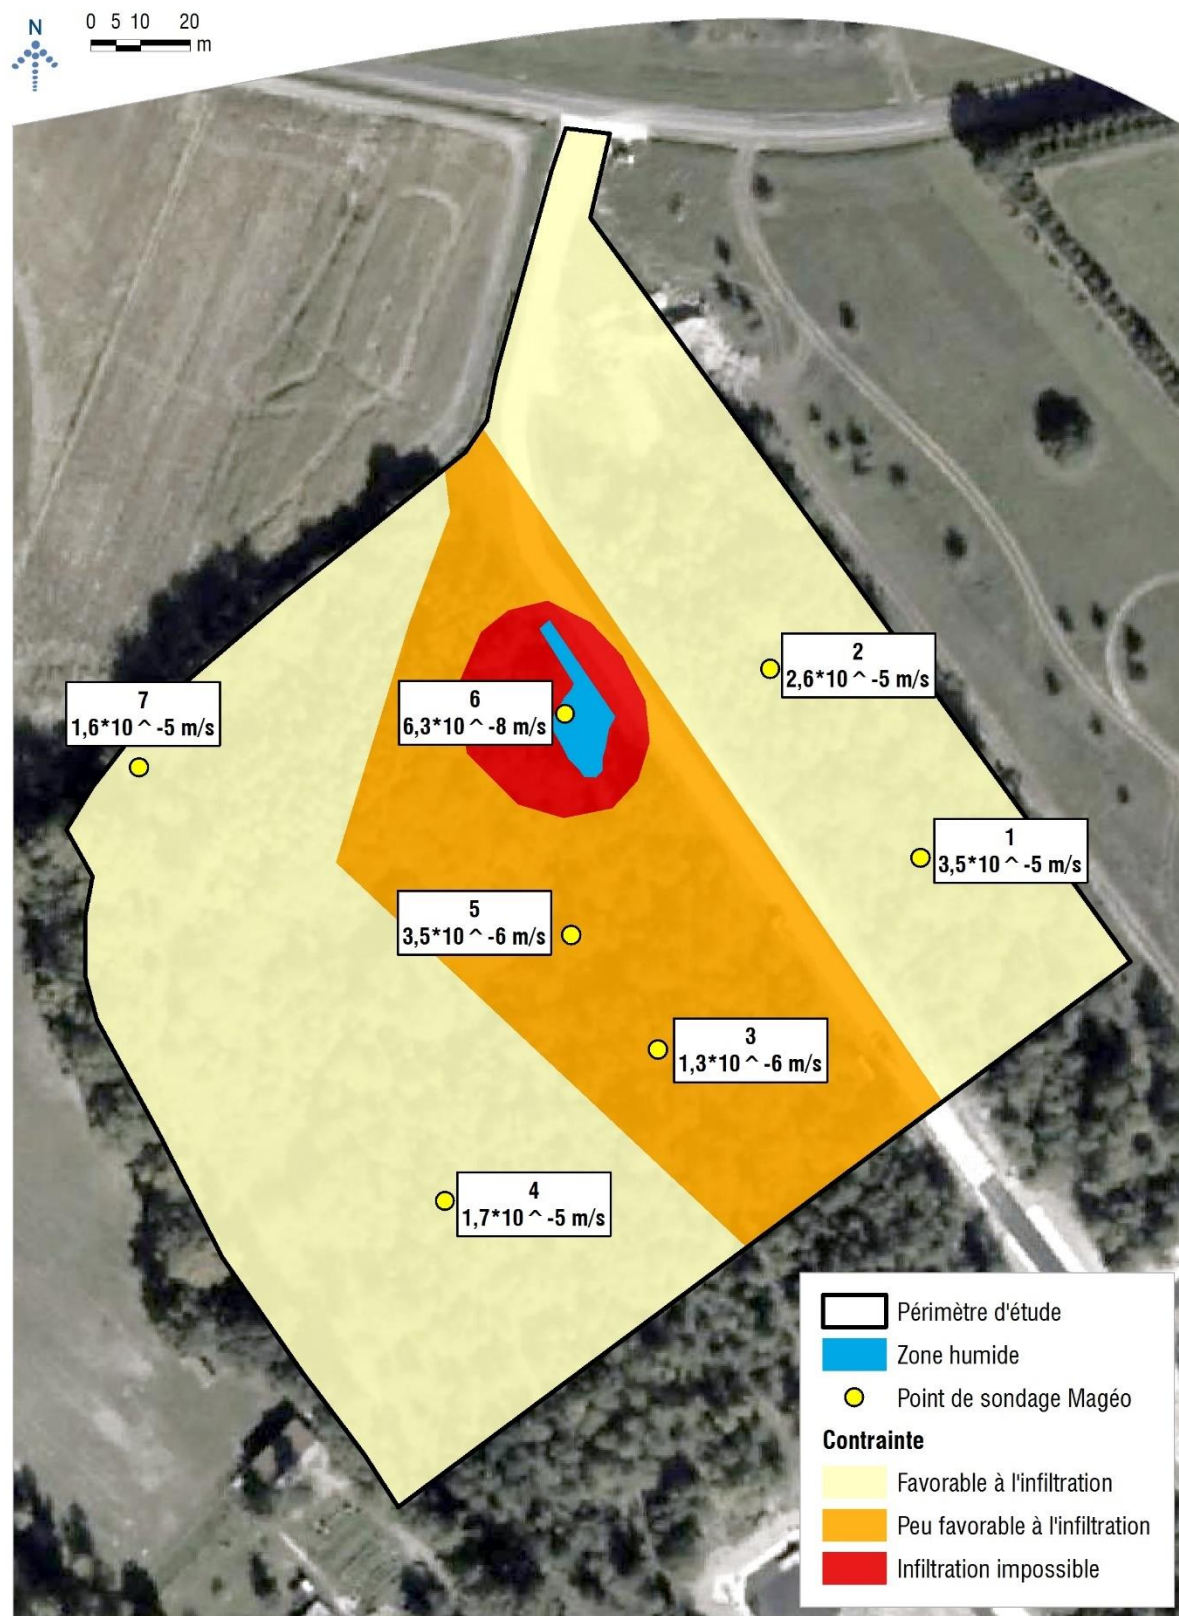 N
0 5 10 20
m
2
2,6*10 ^ -5 m/s
7
1,6*10 ^ -5 m/s
6
6,3*10 ^ -8 m/s
1
3,5*10 ^ -5 m/s
5
3,5*10 ^ -6 m/s
3
1,3*10 ^ -6 m/s
4
1,7*10 ^ -5 m/s
Périmètre d'étude
Zone humide
Point de sondage Magéo
Contrainte
Favorable à l'infiltration
Peu favorable à l'infiltration
Infiltration impossible